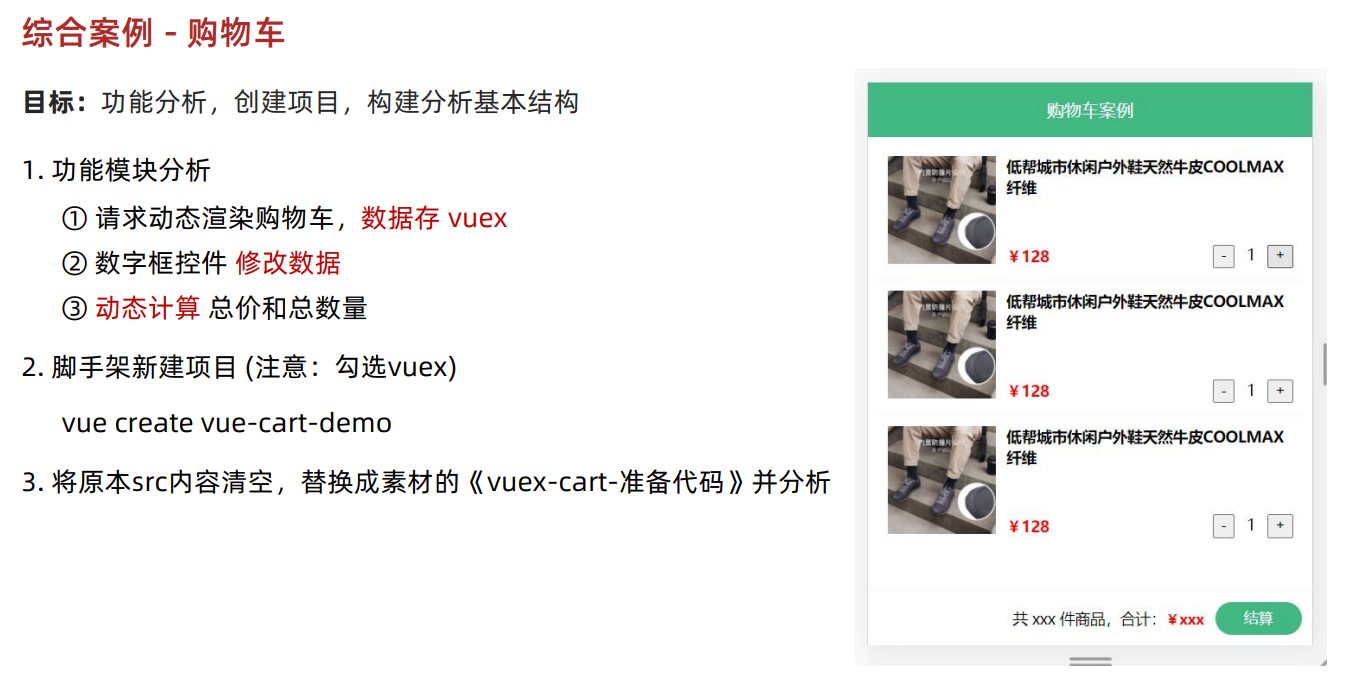 综合案例 - 购物车
目标：功能分析，创建项目，构建分析基本结构
1. 功能模块分析
① 请求动态渲染购物车，数据存 vuex
② 数字框控件 修改数据
③ 动态计算 总价和总数量
2. 脚手架新建项目 (注意：勾选vuex)
vue create vue-cart-demo
3. 将原本src内容清空，替换成素材的《vuex-cart-准备代码》并分析
购物车案例
低帮城市休闲户外鞋天然牛皮COOLMAX
纤维
￥128
- 1 +
低帮城市休闲户外鞋天然牛皮COOLMAX
纤维
￥128
- 1 +
低帮城市休闲户外鞋天然牛皮COOLMAX
纤维
￥128
- 1 +
共 xxx 件商品，合计：￥xxx 结算